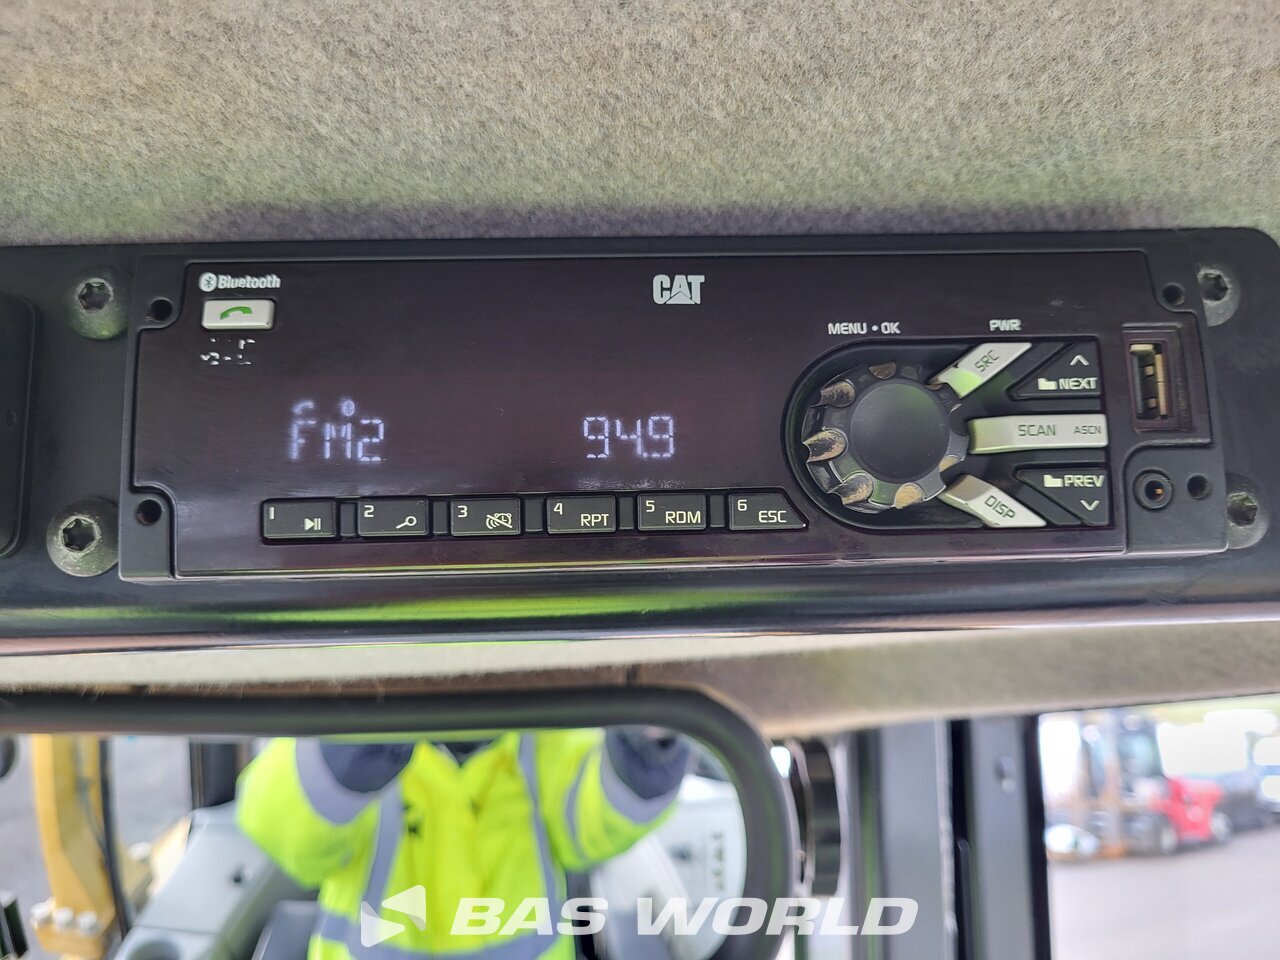 Bluetooth
CAT
MENU • OK
PWR
SRC
NEXT
SCAN ASCN
PREV
DISP
FM2 94.9
1
2
3
4 RPT
5 RDM
6 ESC
BAS WORLD